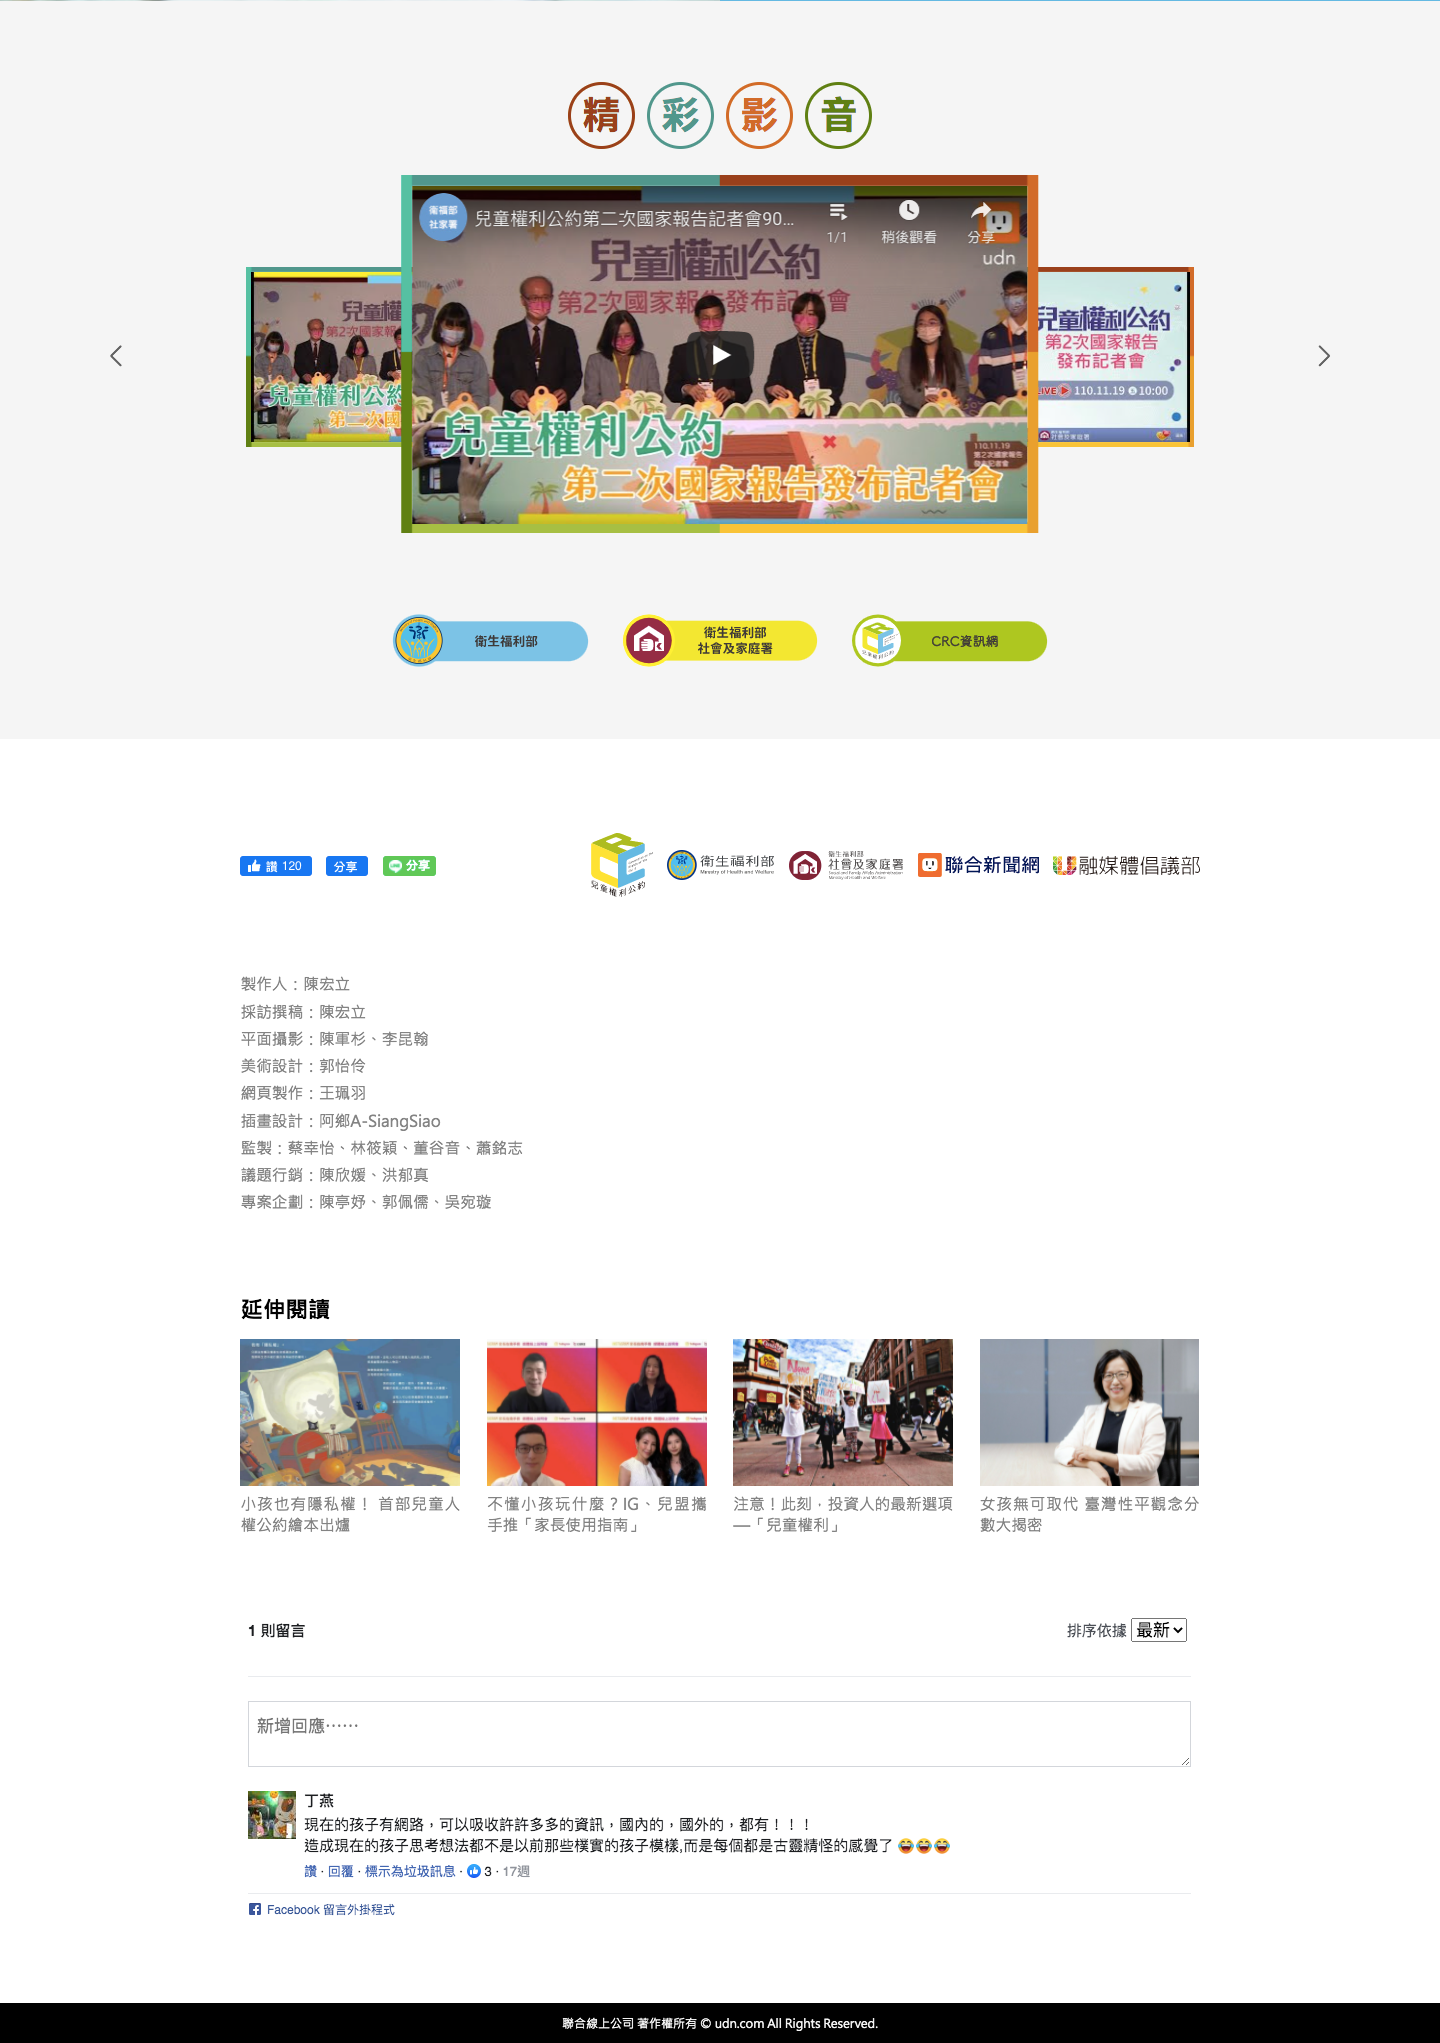 精彩影音
衛福部
社家署
兒童權利公約第二次國家報告記者會90...
1/1
稍後觀看
分享
udn
兒童權利公約
第2次國家報告發布記者會
兒童權利公約
第二次國家報告發布記者會
110.11.19
第2次國家報告
兒童權利公約
第2次國家報告
發布記者會
LIVE 110.11.19 10:00
社會及家庭署
衛生福利部
衛生福利部
社會及家庭署
CRC資訊網
讚 120
分享
分享
兒童權利公約
衛生福利部
Ministry of Health and Welfare
衛生福利部
社會及家庭署
聯合新聞網
融媒體倡議部
製作人：陳宏立
採訪撰稿：陳宏立
平面攝影：陳軍杉、李昆翰
美術設計：郭怡伶
網頁製作：王珮羽
插畫設計：阿鄉A-SiangSiao
監製：蔡幸怡、林筱穎、董谷音、蕭銘志
議題行銷：陳欣媛、洪郁真
專案企劃：陳亭妤、郭佩儒、吳宛璇
延伸閱讀
小孩也有隱私權！ 首部兒童人
權公約繪本出爐
不懂小孩玩什麼？IG、兒盟攜
手推「家長使用指南」
注意！此刻．投資人的最新選項
—「兒童權利」
女孩無可取代 臺灣性平觀念分
數大揭密
1 則留言
排序依據 最新
新增回應……
丁燕
現在的孩子有網路，可以吸收許許多多的資訊，國內的，國外的，都有！！！
造成現在的孩子思考想法都不是以前那些樸實的孩子模樣,而是每個都是古靈精怪的感覺了 😂😂😂
讚 · 回覆 · 標示為垃圾訊息 · 3 · 17週
Facebook 留言外掛程式
聯合線上公司 著作權所有 © udn.com All Rights Reserved.